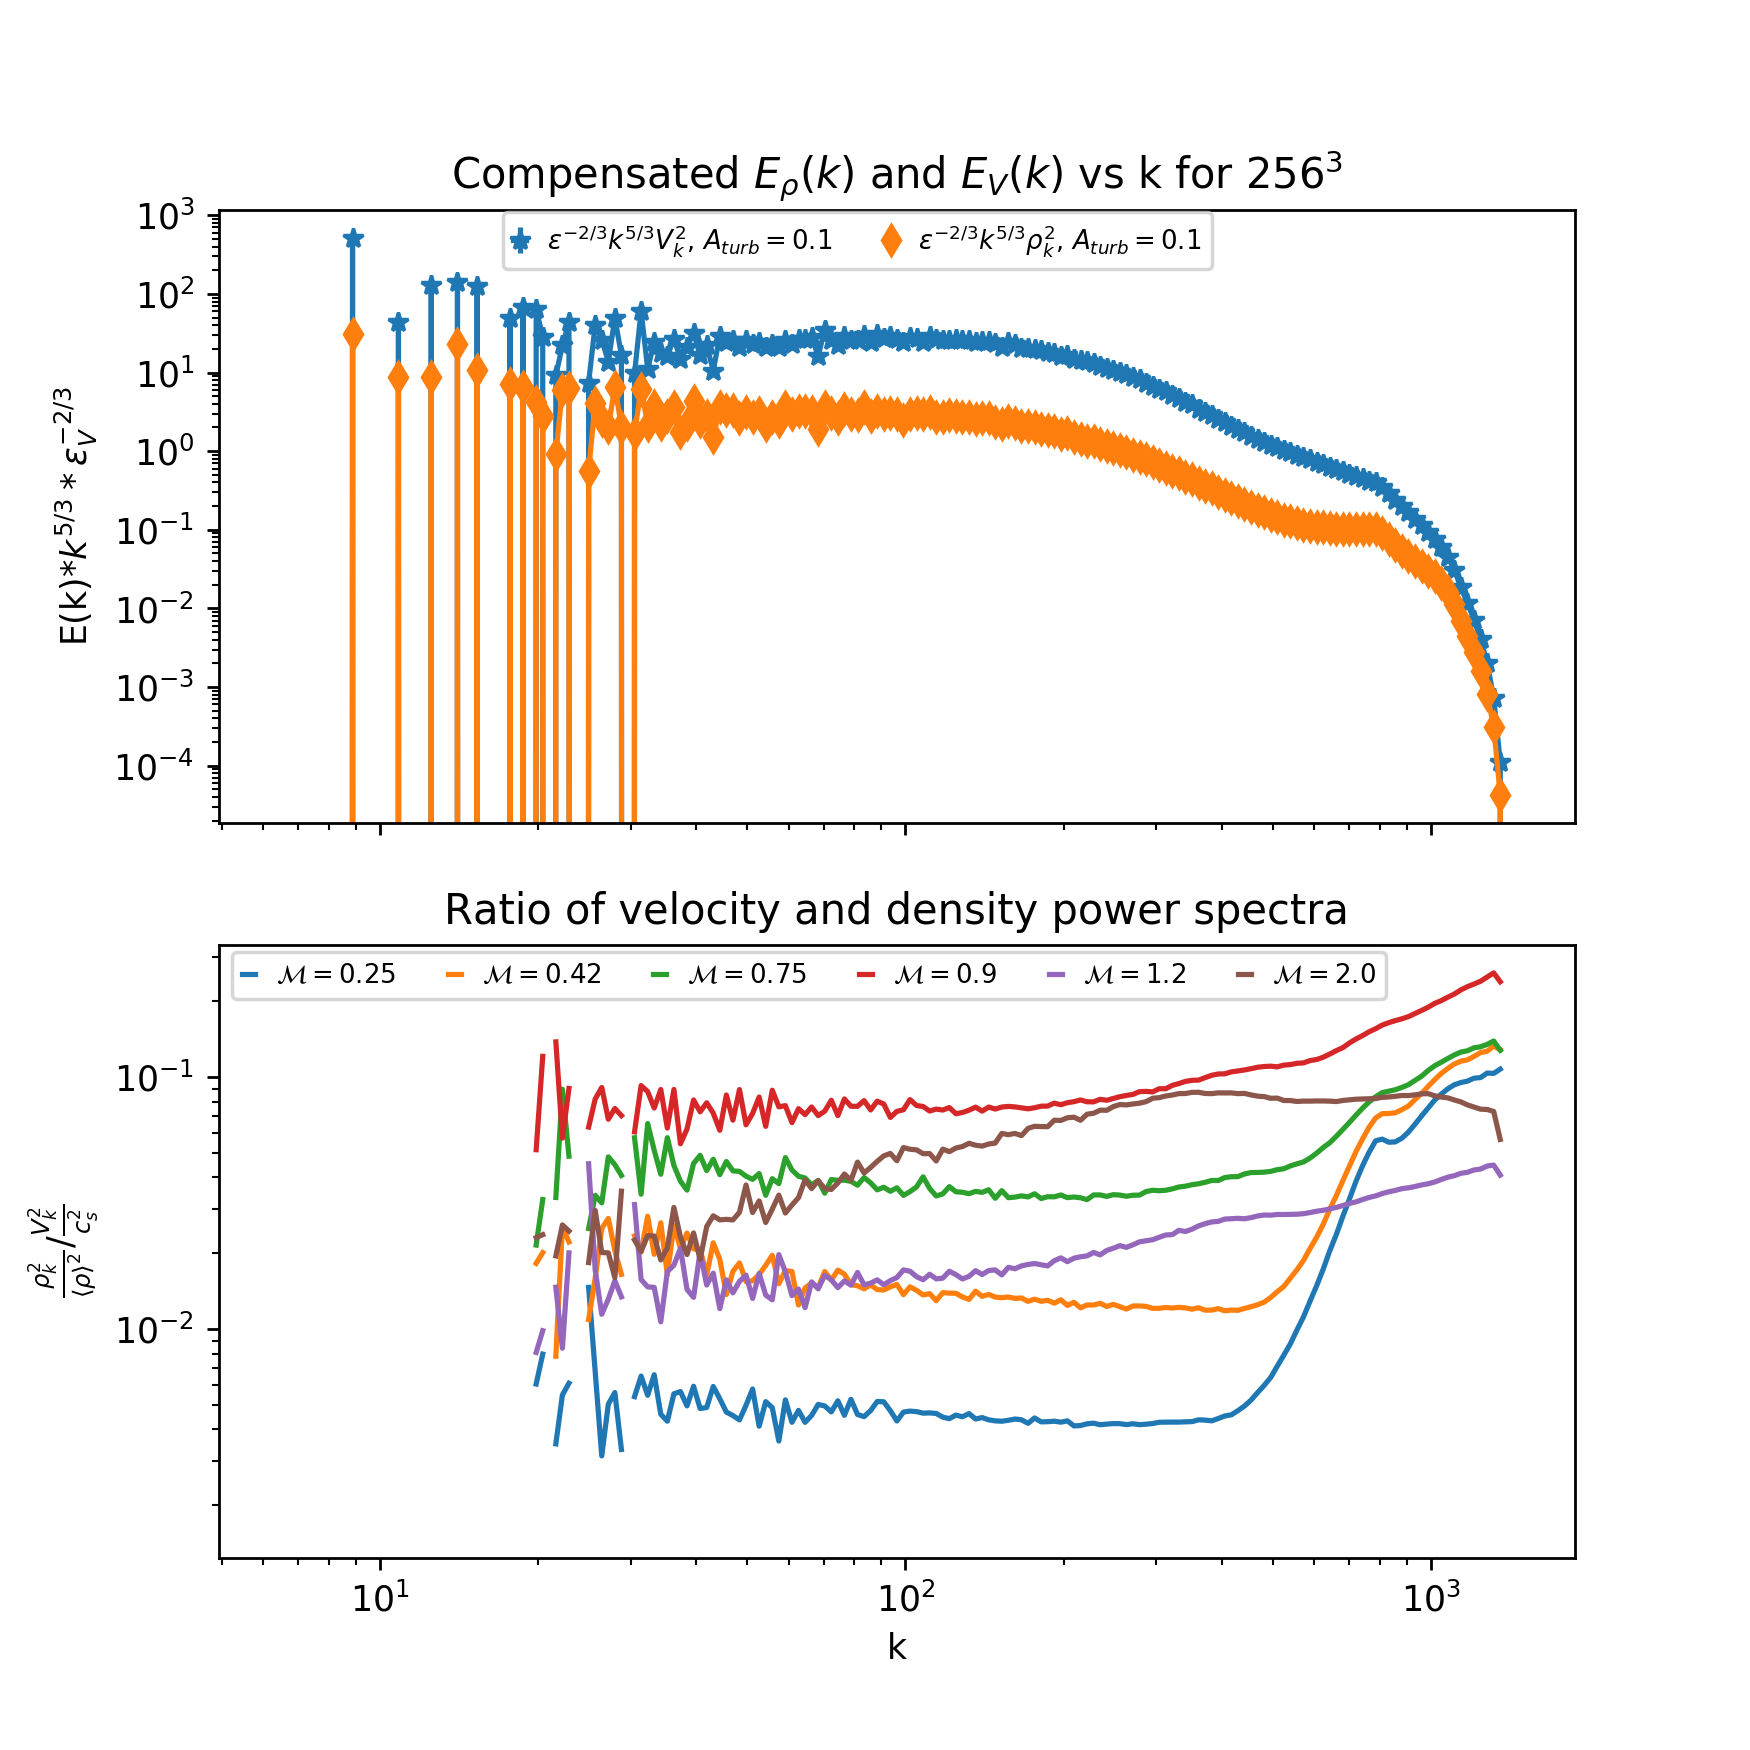 Compensated $E_\rho(k)$ and $E_V(k)$ vs k for $256^3$
$\epsilon^{-2/3}k^{5/3}V_k^2$, $A_{turb} = 0.1$ $\epsilon^{-2/3}k^{5/3}\rho_k^2$, $A_{turb} = 0.1$
$10^3$
$10^2$
$10^1$
$10^0$
$10^{-1}$
$10^{-2}$
$10^{-3}$
$10^{-4}$
E(k)*$k^{5/3} * \epsilon_V^{-2/3}$
Ratio of velocity and density power spectra
$\mathcal{M} = 0.25$ $\mathcal{M} = 0.42$ $\mathcal{M} = 0.75$ $\mathcal{M} = 0.9$ $\mathcal{M} = 1.2$ $\mathcal{M} = 2.0$
$10^{-1}$
$10^{-2}$
$\frac{\rho_k^2}{\langle\rho\rangle^2} / \frac{V_k^2}{c_s^2}$
$10^1$ $10^2$ $10^3$
k